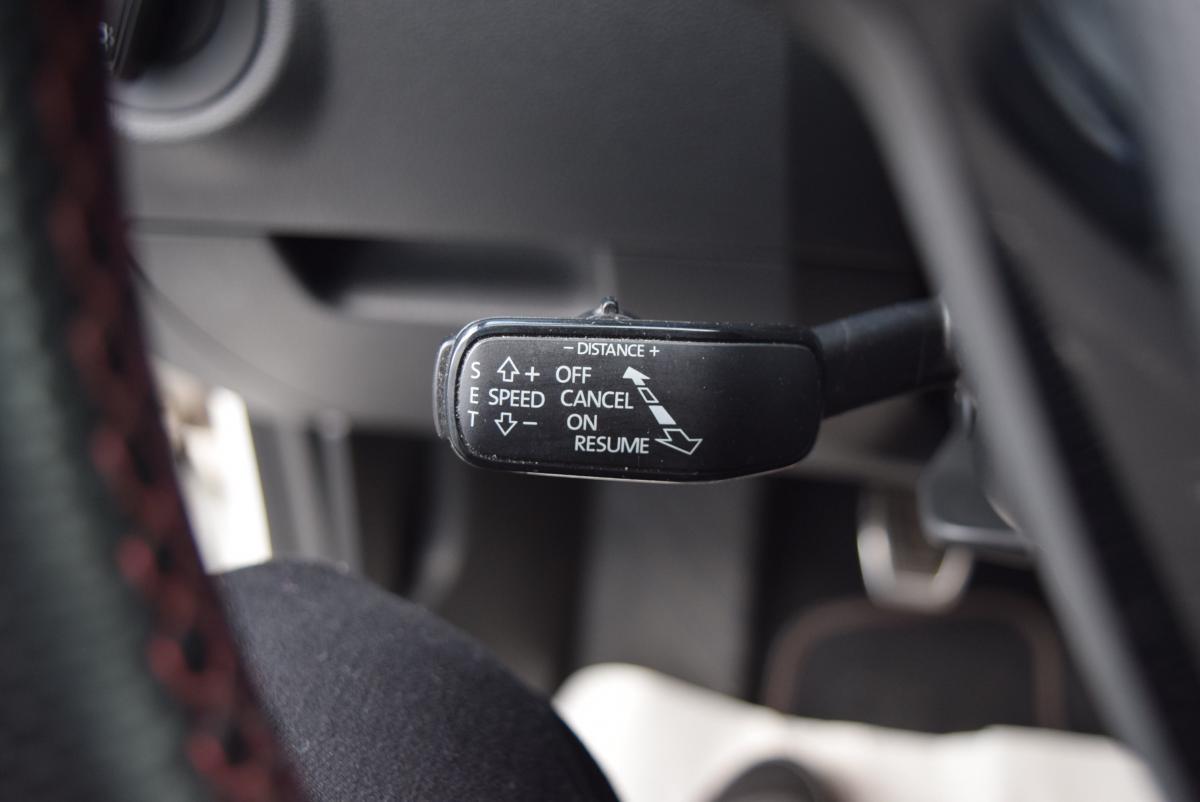 – DISTANCE +
S + OFF
E SPEED CANCEL
T – ON
RESUME